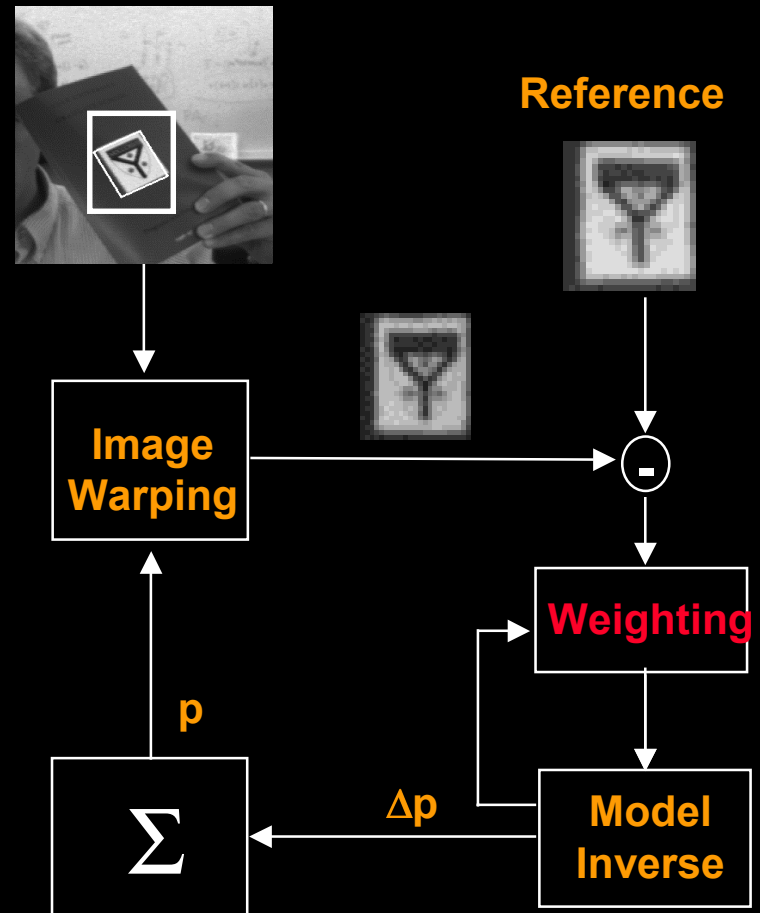 Reference
Image
Warping
-
Weighting
p
Δp
Σ
Model
Inverse